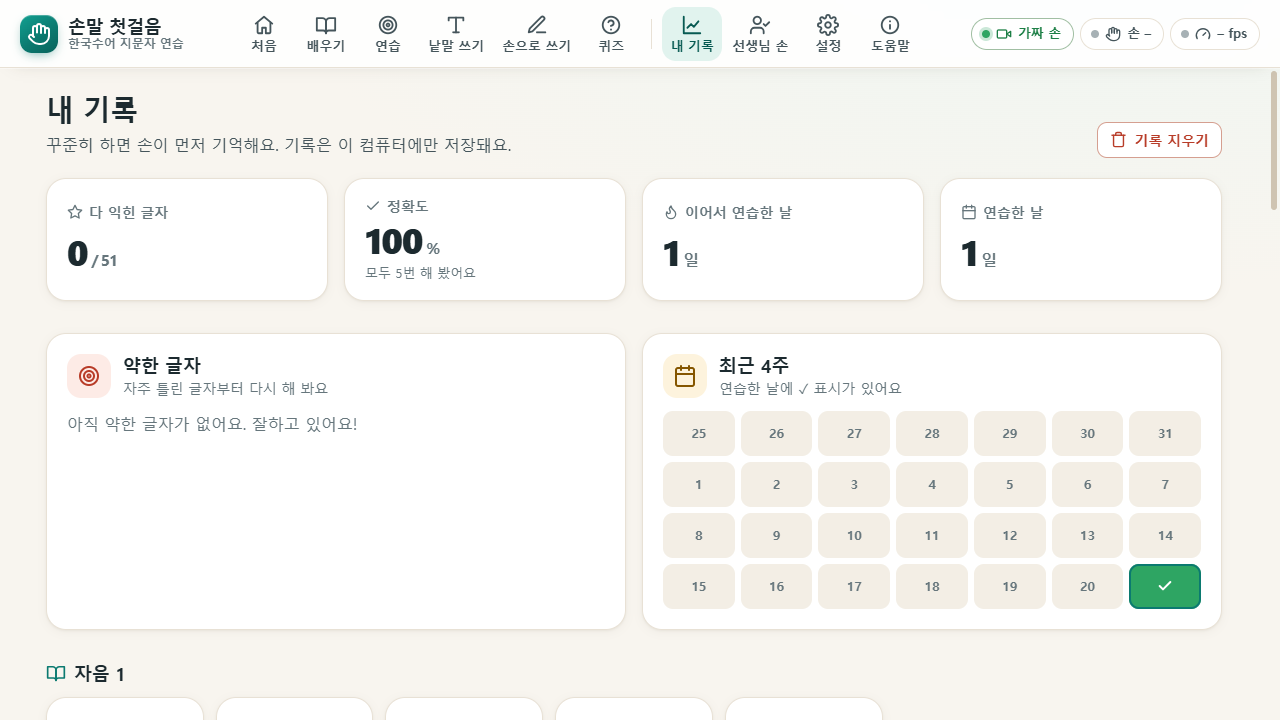 손말 첫걸음
한국수어 지문자 연습
처음
배우기
연습
낱말 쓰기
손으로 쓰기
퀴즈
내 기록
선생님 손
설정
도움말
가짜 손
손 –
– fps
내 기록
꾸준히 하면 손이 먼저 기억해요. 기록은 이 컴퓨터에만 저장돼요.
기록 지우기
다 익힌 글자
0 / 51
정확도
100 %
모두 5번 해 봤어요
이어서 연습한 날
1 일
연습한 날
1 일
약한 글자
자주 틀린 글자부터 다시 해 봐요
아직 약한 글자가 없어요. 잘하고 있어요!
최근 4주
연습한 날에 ✓ 표시가 있어요
25 26 27 28 29 30 31
1 2 3 4 5 6 7
8 9 10 11 12 13 14
15 16 17 18 19 20 ✓
자음 1